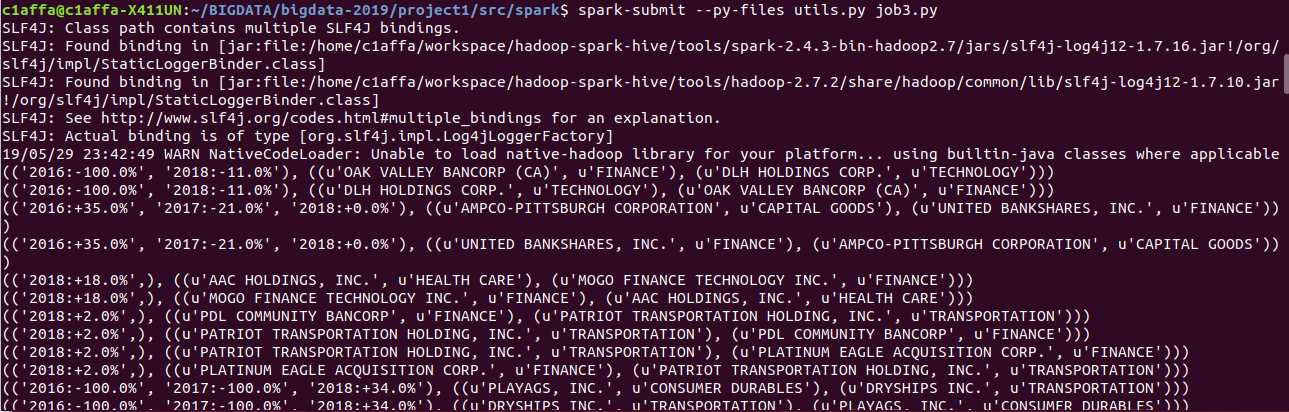 c1affa@c1affa-X411UN:~/BIGDATA/bigdata-2019/project1/src/spark$ spark-submit --py-files utils.py job3.py
SLF4J: Class path contains multiple SLF4J bindings.
SLF4J: Found binding in [jar:file:/home/c1affa/workspace/hadoop-spark-hive/tools/spark-2.4.3-bin-hadoop2.7/jars/slf4j-log4j12-1.7.16.jar!/org/
slf4j/impl/StaticLoggerBinder.class]
SLF4J: Found binding in [jar:file:/home/c1affa/workspace/hadoop-spark-hive/tools/hadoop-2.7.2/share/hadoop/common/lib/slf4j-log4j12-1.7.10.jar
!/org/slf4j/impl/StaticLoggerBinder.class]
SLF4J: See http://www.slf4j.org/codes.html#multiple_bindings for an explanation.
SLF4J: Actual binding is of type [org.slf4j.impl.Log4jLoggerFactory]
19/05/29 23:42:49 WARN NativeCodeLoader: Unable to load native-hadoop library for your platform... using builtin-java classes where applicable
(('2016:-100.0%', '2018:-11.0%'), ((u'OAK VALLEY BANCORP (CA)', u'FINANCE'), (u'DLH HOLDINGS CORP.', u'TECHNOLOGY')))
(('2016:-100.0%', '2018:-11.0%'), ((u'DLH HOLDINGS CORP.', u'TECHNOLOGY'), (u'OAK VALLEY BANCORP (CA)', u'FINANCE')))
(('2016:+35.0%', '2017:-21.0%', '2018:+0.0%'), ((u'AMPCO-PITTSBURGH CORPORATION', u'CAPITAL GOODS'), (u'UNITED BANKSHARES, INC.', u'FINANCE'))
)
(('2016:+35.0%', '2017:-21.0%', '2018:+0.0%'), ((u'UNITED BANKSHARES, INC.', u'FINANCE'), (u'AMPCO-PITTSBURGH CORPORATION', u'CAPITAL GOODS'))
)
(('2018:+18.0%',), ((u'AAC HOLDINGS, INC.', u'HEALTH CARE'), (u'MOGO FINANCE TECHNOLOGY INC.', u'FINANCE')))
(('2018:+18.0%',), ((u'MOGO FINANCE TECHNOLOGY INC.', u'FINANCE'), (u'AAC HOLDINGS, INC.', u'HEALTH CARE')))
(('2018:+2.0%',), ((u'PDL COMMUNITY BANCORP', u'FINANCE'), (u'PATRIOT TRANSPORTATION HOLDING, INC.', u'TRANSPORTATION')))
(('2018:+2.0%',), ((u'PATRIOT TRANSPORTATION HOLDING, INC.', u'TRANSPORTATION'), (u'PDL COMMUNITY BANCORP', u'FINANCE')))
(('2018:+2.0%',), ((u'PATRIOT TRANSPORTATION HOLDING, INC.', u'TRANSPORTATION'), (u'PLATINUM EAGLE ACQUISITION CORP.', u'FINANCE')))
(('2018:+2.0%',), ((u'PLATINUM EAGLE ACQUISITION CORP.', u'FINANCE'), (u'PATRIOT TRANSPORTATION HOLDING, INC.', u'TRANSPORTATION')))
(('2016:-100.0%', '2017:-100.0%', '2018:+34.0%'), ((u'PLAYAGS, INC.', u'CONSUMER DURABLES'), (u'DRYSHIPS INC.', u'TRANSPORTATION')))
(('2016:-100.0%', '2017:-100.0%', '2018:+34.0%'), ((u'DRYSHIPS INC.', u'TRANSPORTATION'), (u'PLAYAGS, INC.', u'CONSUMER DURABLES')))